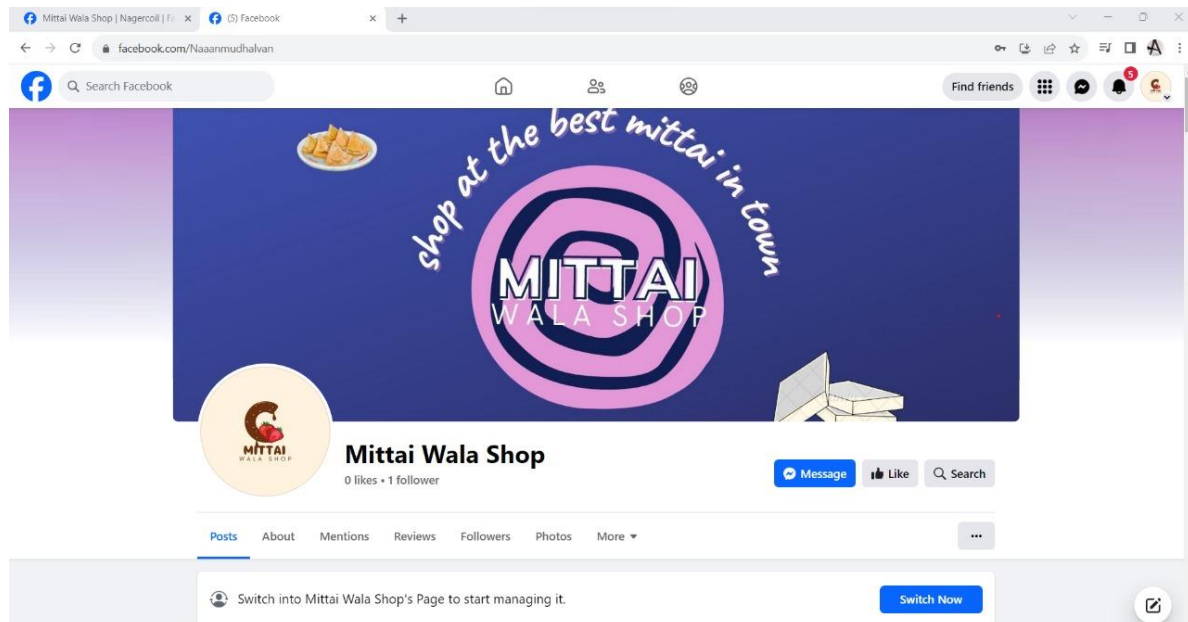 Mittai Wala Shop | Nagercoil | Fa
(5) Facebook
facebook.com/Naaanmudhalvan
Search Facebook
Find friends
5
shop at the best mittai in town
MITTAI
WALA SHOP
MITTAI
WALA SHOP
Mittai Wala Shop
0 likes • 1 follower
Message
Like
Search
Posts About Mentions Reviews Followers Photos More
Switch into Mittai Wala Shop's Page to start managing it.
Switch Now